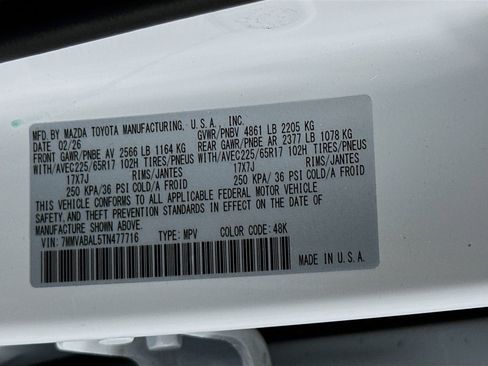 MFD. BY MAZDA TOYOTA MANUFACTURING, U.S.A., INC.
02/26 GVWR/PNBV 4861 LB 2205 KG
FRONT GAWR/PNBE AV 2566 LB 1164 KG REAR GAWR/PNBE AR 2377 LB 1078 KG
WITH/AVEC225/65R17 102H TIRES/PNEUS WITH/AVEC225/65R17 102H TIRES/PNEUS
17X7J RIMS/JANTES 17X7J RIMS/JANTES
250 KPA/36 PSI COLD/A FROID 250 KPA/36 PSI COLD/A FROID
THIS VEHICLE CONFORMS TO ALL APPLICABLE FEDERAL MOTOR VEHICLE
SAFETY, AND THEFT PREVENTION STANDARDS IN EFFECT ON THE DATE OF
MANUFACTURE SHOWN ABOVE.
VIN: 7MMVABAL5TN477716 TYPE: MPV COLOR CODE: 48K
MADE IN U.S.A.